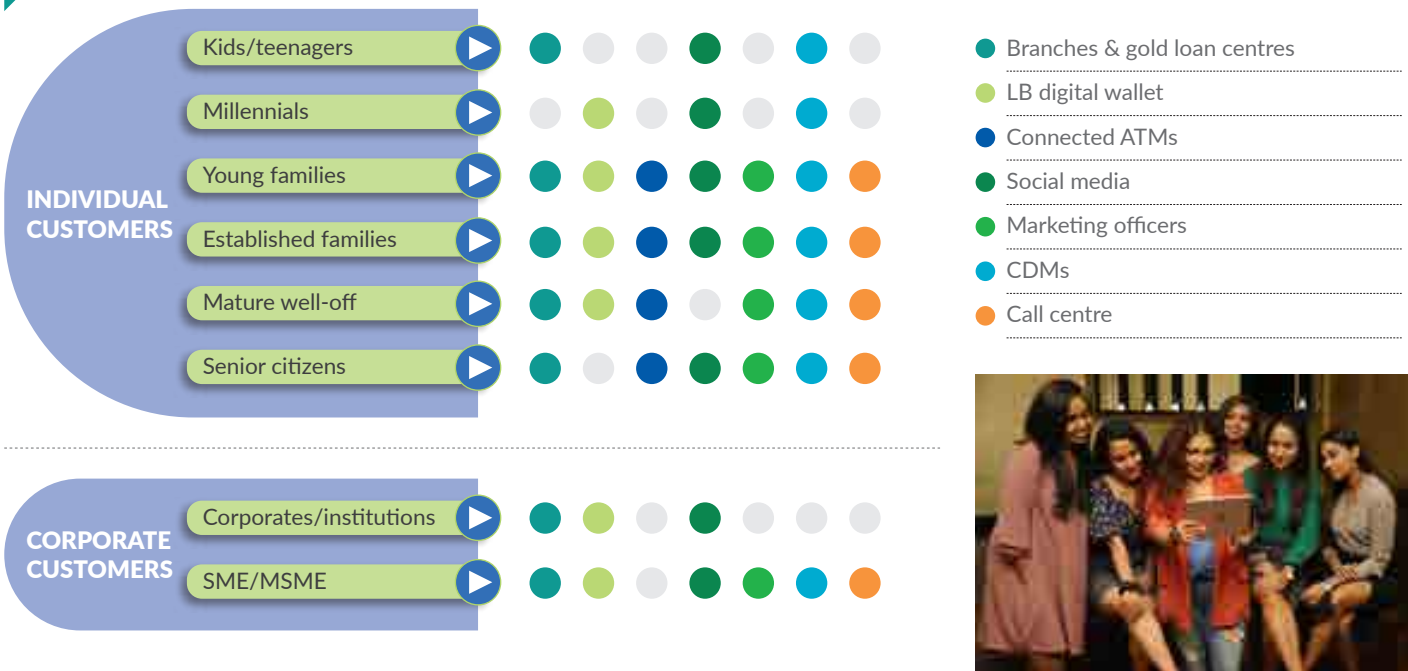 INDIVIDUAL
CUSTOMERS
Kids/teenagers
Millennials
Young families
Established families
Mature well-off
Senior citizens
CORPORATE
CUSTOMERS
Corporates/institutions
SME/MSME
Branches & gold loan centres
LB digital wallet
Connected ATMs
Social media
Marketing officers
CDMs
Call centre